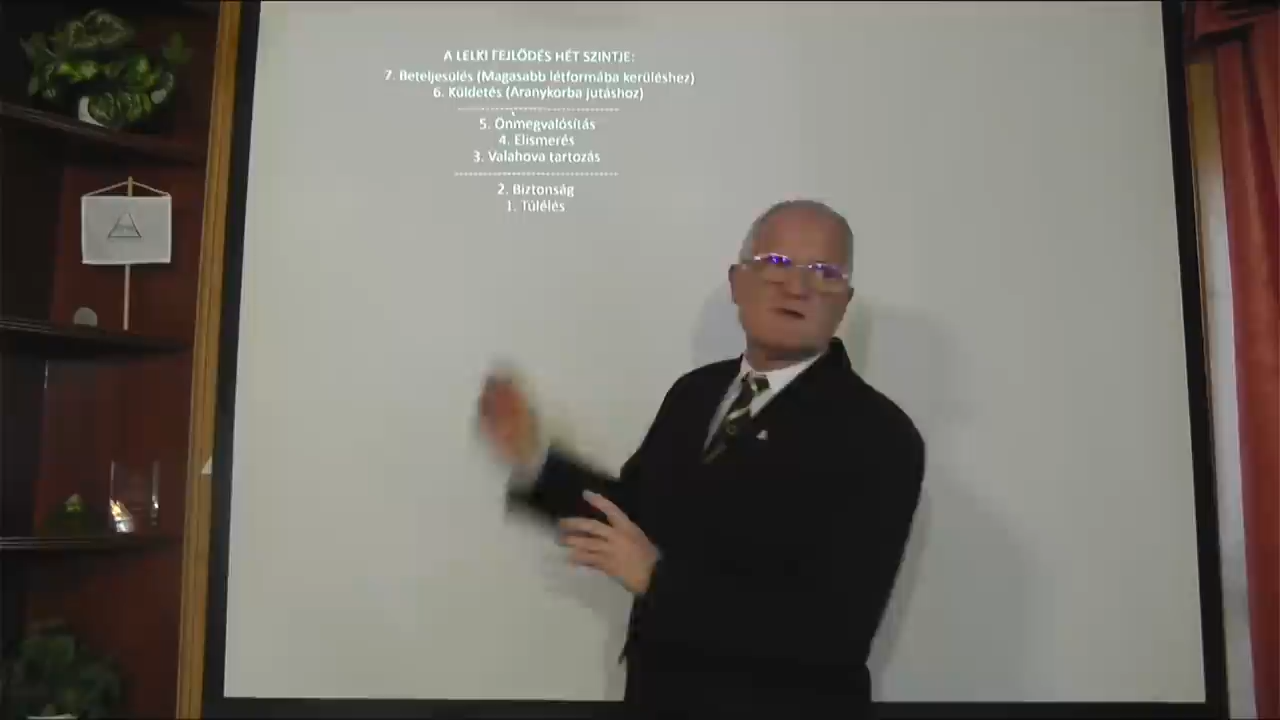 A LELKI FEJLŐDÉS HÉT SZINTJE:
7. Beteljesülés (Magasabb létformába kerüléshez)
6. Küldetés (Aranykorba jutáshoz)
5. Önmegvalósítás
4. Elismerés
3. Valahova tartozás
2. Biztonság
1. Túlélés